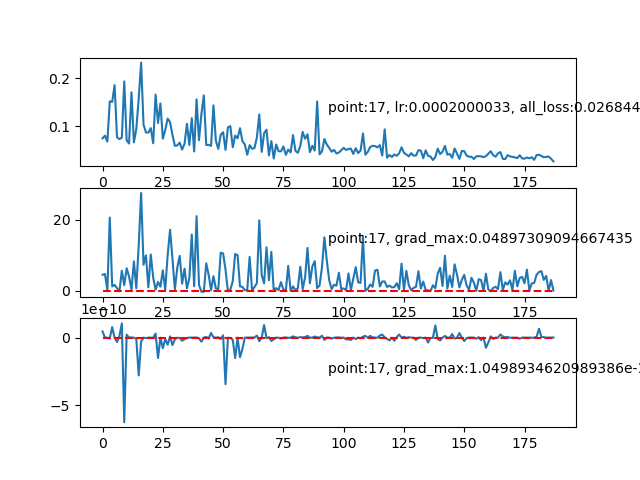 0.2
0.1
point:17, lr:0.0002000033, all_loss:0.026844
0 25 50 75 100 125 150 175
20
0
point:17, grad_max:0.04897309094667435
0 25 50 75 100 125 150 175
1e−10
0
−5
point:17, grad_max:1.0498934620989386e-1
0 25 50 75 100 125 150 175